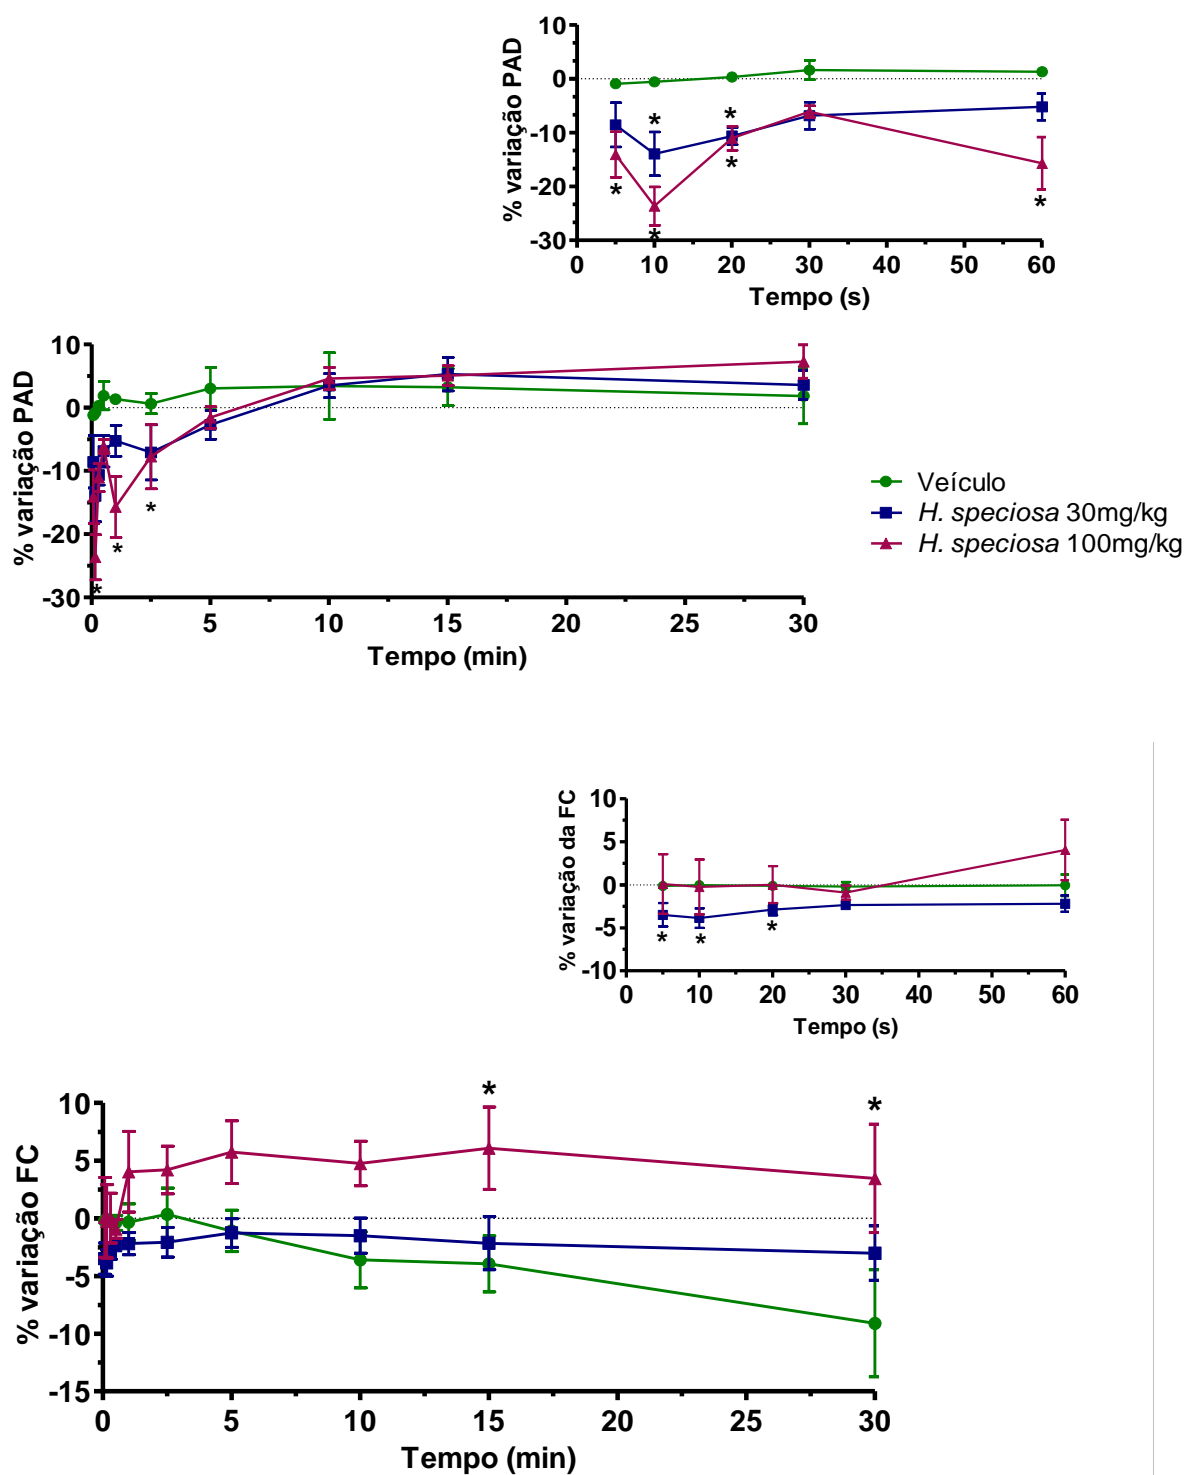 10
0
-10
-20
-30
% variação PAD
*
*
*
*
*
*
0 10 20 30 40 50 60
Tempo (s)
10
0
-10
-20
-30
% variação PAD
*
*
*
0 5 10 15 20 25 30
Tempo (min)
Veículo
H. speciosa 30mg/kg
H. speciosa 100mg/kg
10
5
0
-5
-10
% variação da FC
*
*
*
0 10 20 30 40 50 60
Tempo (s)
10
5
0
-5
-10
-15
% variação FC
*
*
0 5 10 15 20 25 30
Tempo (min)